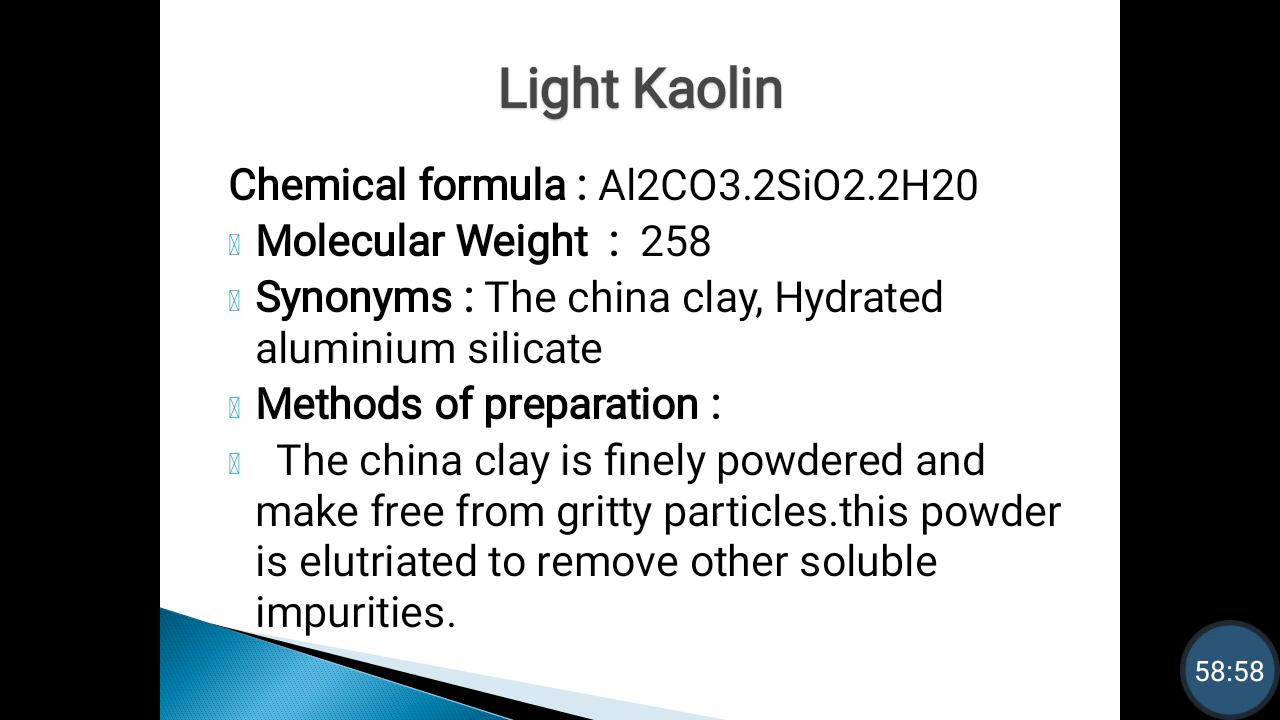 Light Kaolin
Chemical formula : Al2CO3.2SiO2.2H20
Molecular Weight : 258
Synonyms : The china clay, Hydrated
aluminium silicate
Methods of preparation :
The china clay is finely powdered and
make free from gritty particles.this powder
is elutriated to remove other soluble
impurities.
58:58